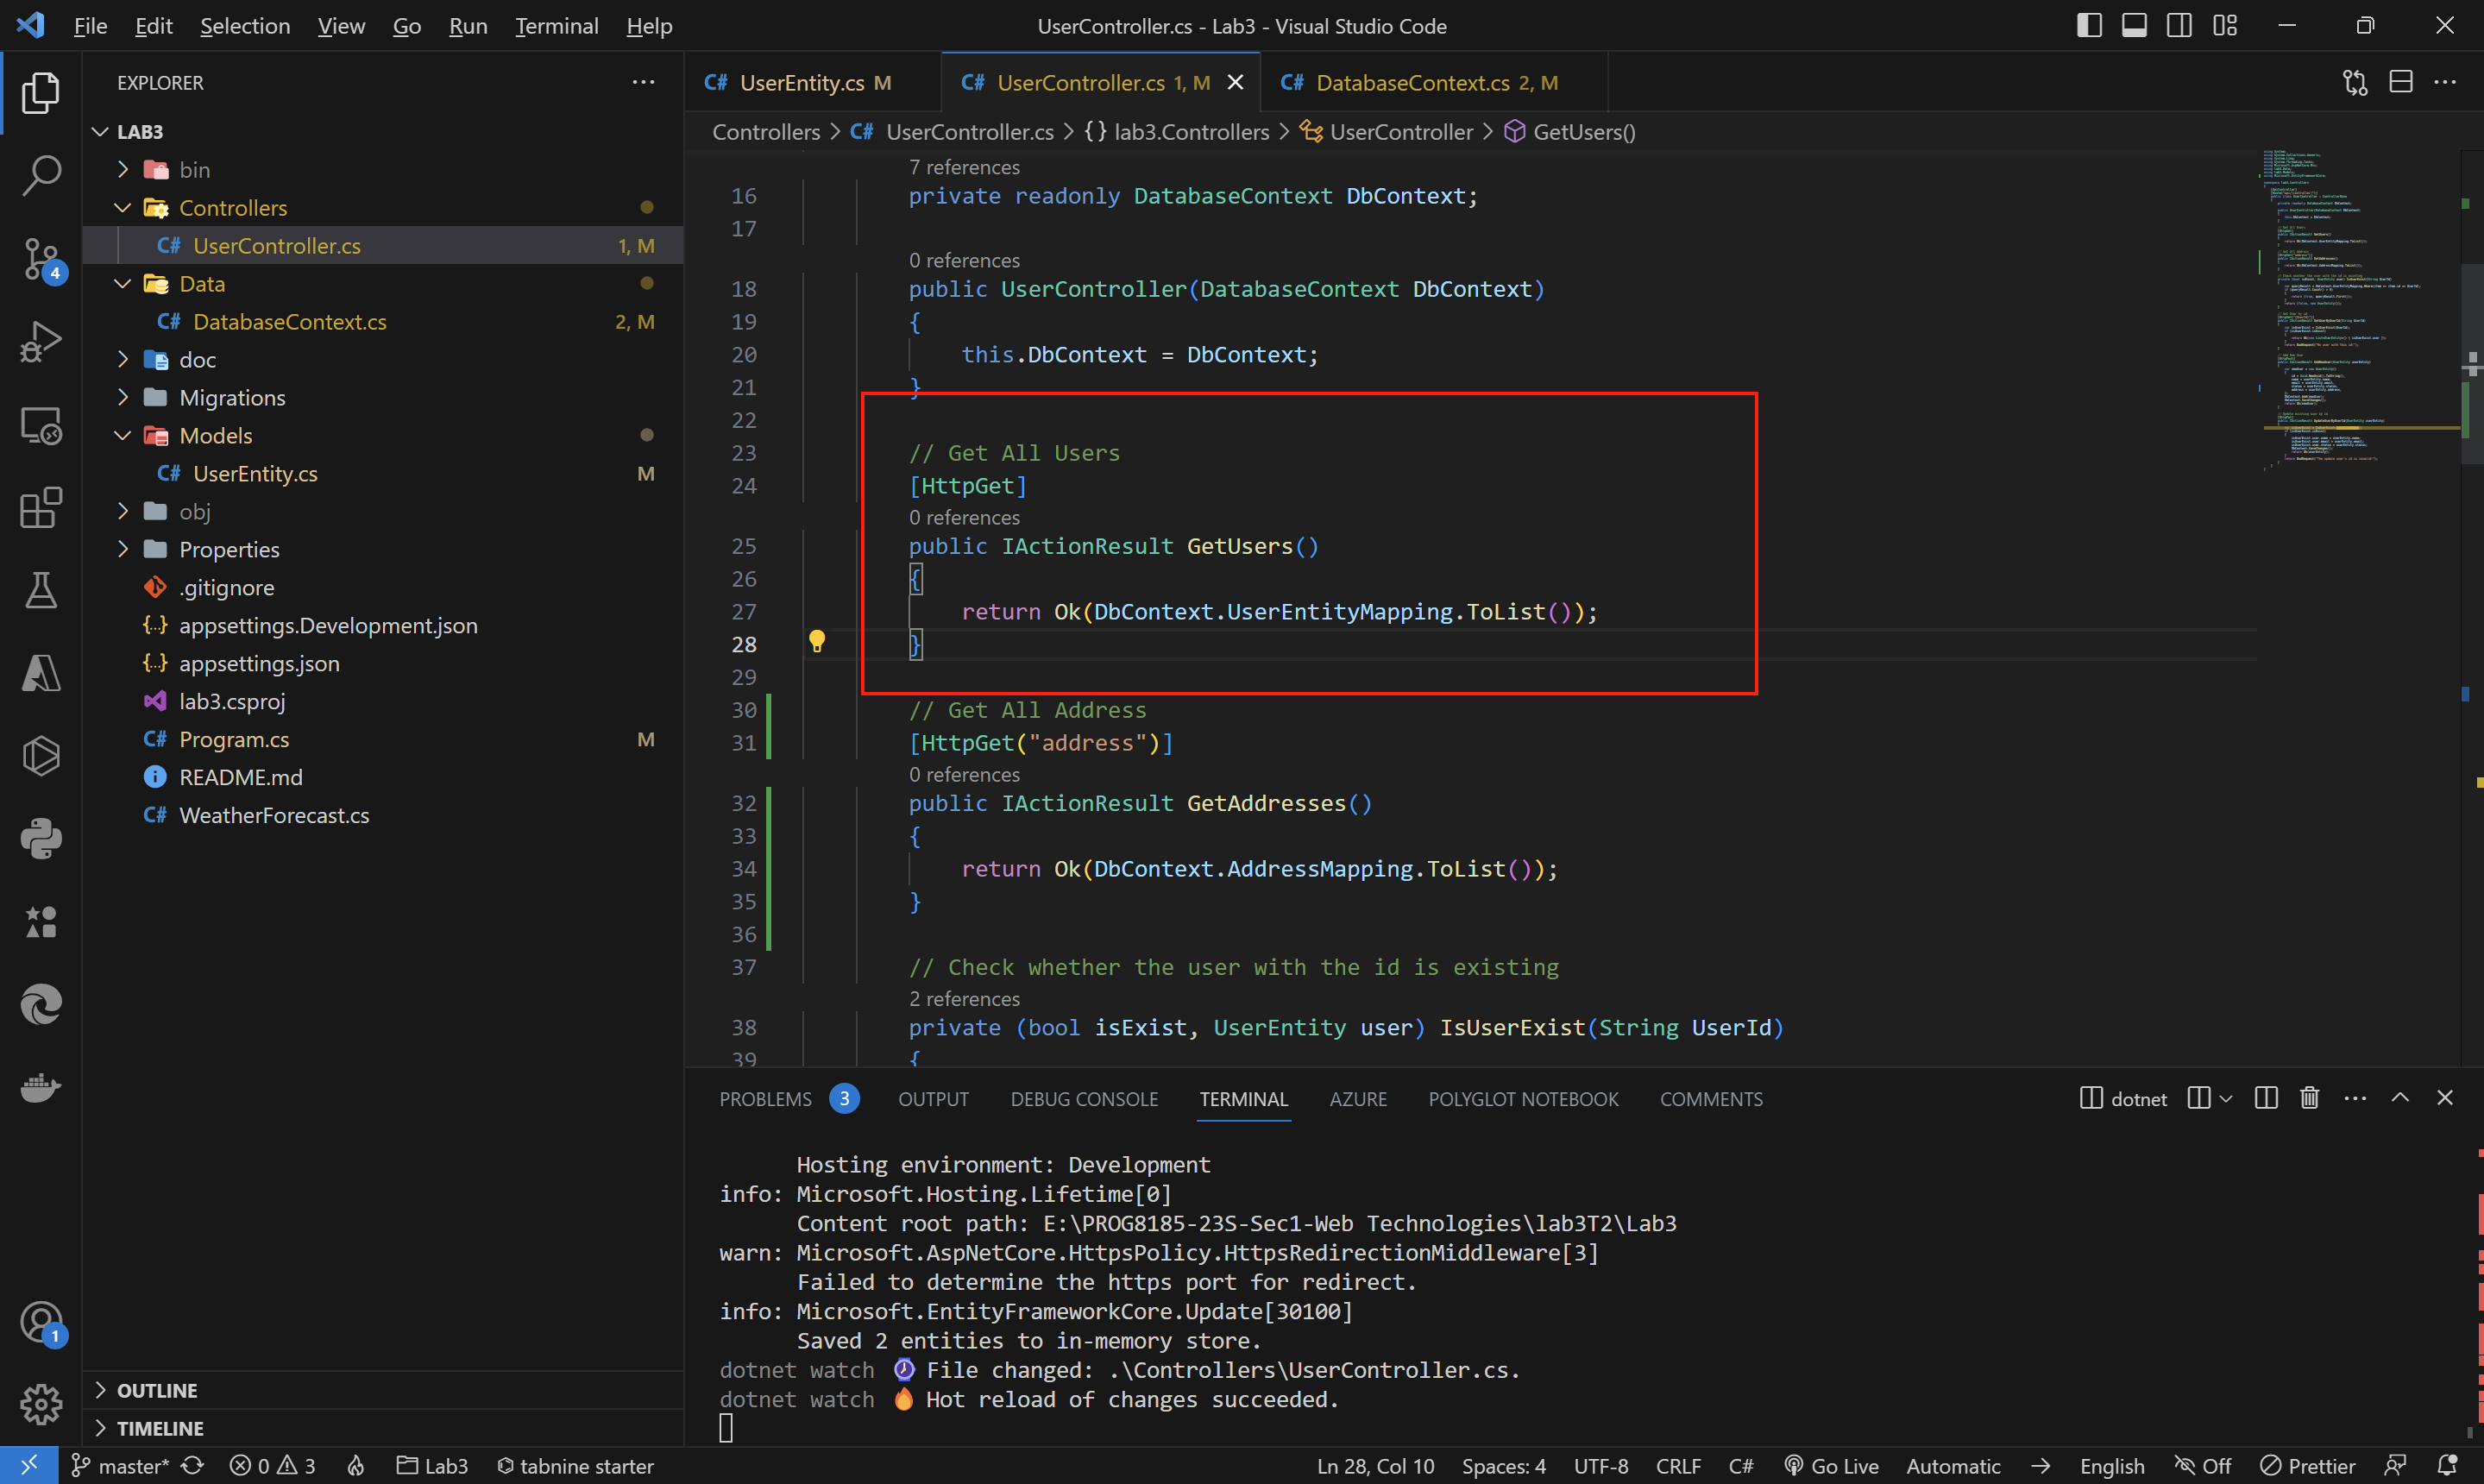 File Edit Selection View Go Run Terminal Help
UserController.cs - Lab3 - Visual Studio Code
EXPLORER
LAB3
bin
Controllers
UserController.cs 1, M
Data
DatabaseContext.cs 2, M
doc
Migrations
Models
UserEntity.cs M
obj
Properties
.gitignore
appsettings.Development.json
appsettings.json
lab3.csproj
Program.cs M
README.md
WeatherForecast.cs
OUTLINE
TIMELINE
4
1
UserEntity.cs M
UserController.cs 1, M
DatabaseContext.cs 2, M
Controllers > UserController.cs > {} lab3.Controllers > UserController > GetUsers()
7 references
16 private readonly DatabaseContext DbContext;
17
0 references
18 public UserController(DatabaseContext DbContext)
19 {
20 this.DbContext = DbContext;
21 }
22
23 // Get All Users
24 [HttpGet]
0 references
25 public IActionResult GetUsers()
26 {
27 return Ok(DbContext.UserEntityMapping.ToList());
28 }
29
30 // Get All Address
31 [HttpGet("address")]
0 references
32 public IActionResult GetAddresses()
33 {
34 return Ok(DbContext.AddressMapping.ToList());
35 }
36
37 // Check whether the user with the id is existing
2 references
38 private (bool isExist, UserEntity user) IsUserExist(String UserId)
39 {
PROBLEMS 3 OUTPUT DEBUG CONSOLE TERMINAL AZURE POLYGLOT NOTEBOOK COMMENTS
dotnet
Hosting environment: Development
info: Microsoft.Hosting.Lifetime[0]
Content root path: E:\PROG8185-23S-Sec1-Web Technologies\lab3T2\Lab3
warn: Microsoft.AspNetCore.HttpsPolicy.HttpsRedirectionMiddleware[3]
Failed to determine the https port for redirect.
info: Microsoft.EntityFrameworkCore.Update[30100]
Saved 2 entities to in-memory store.
dotnet watch ⌚ File changed: .\Controllers\UserController.cs.
dotnet watch 🔥 Hot reload of changes succeeded.
master* 0 3 Lab3 tabnine starter
Ln 28, Col 10 Spaces: 4 UTF-8 CRLF C# Go Live Automatic → English Off Prettier